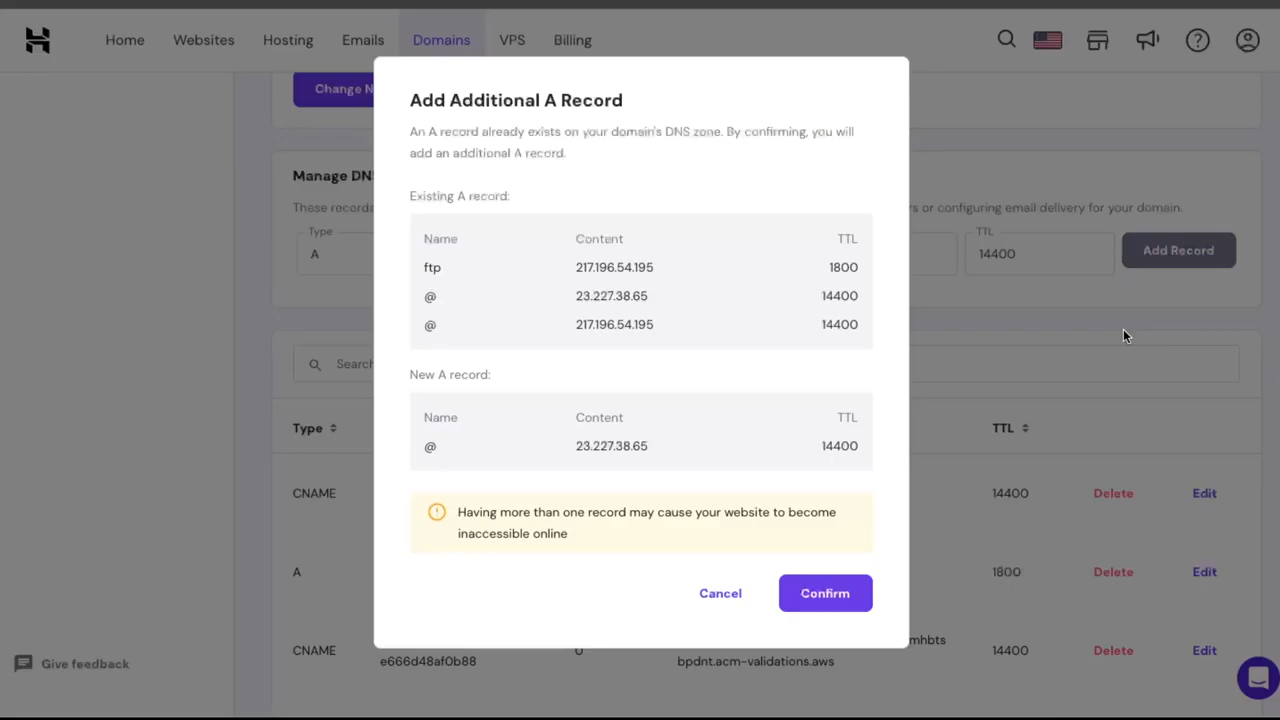 Home Websites Hosting Emails Domains VPS Billing
Change N
Add Additional A Record
An A record already exists on your domain's DNS zone. By confirming, you will
add an additional A record.
Existing A record:
Name Content TTL
ftp 217.196.54.195 1800
@ 23.227.38.65 14400
@ 217.196.54.195 14400
New A record:
Name Content TTL
@ 23.227.38.65 14400
Having more than one record may cause your website to become
inaccessible online
Cancel Confirm
Manage DN
These record
s or configuring email delivery for your domain.
Type
A
TTL
14400
Add Record
Search
Type TTL
CNAME 14400 Delete Edit
A 1800 Delete Edit
CNAME mhbts 14400 Delete Edit
e666d48af0b88 bpdnt.acm-validations.aws
Give feedback